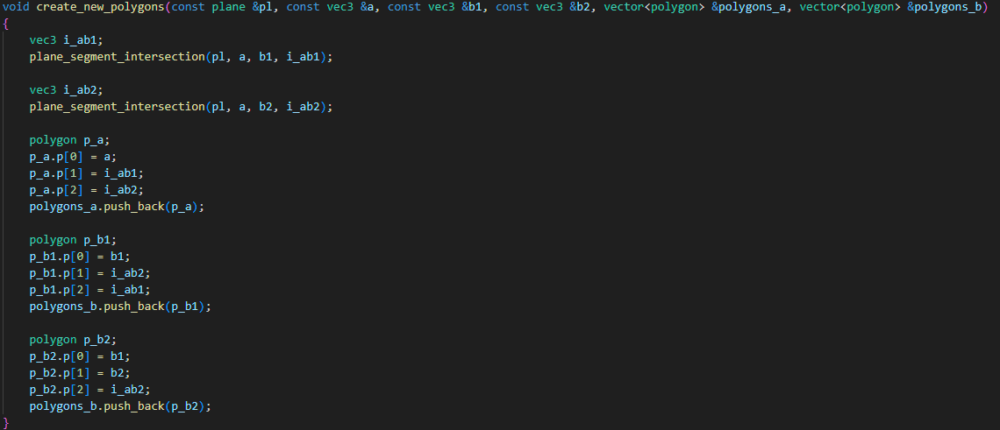 void create_new_polygons(const plane &pl, const vec3 &a, const vec3 &b1, const vec3 &b2, vector<polygon> &polygons_a, vector<polygon> &polygons_b)
{
    vec3 i_ab1;
    plane_segment_intersection(pl, a, b1, i_ab1);

    vec3 i_ab2;
    plane_segment_intersection(pl, a, b2, i_ab2);

    polygon p_a;
    p_a.p[0] = a;
    p_a.p[1] = i_ab1;
    p_a.p[2] = i_ab2;
    polygons_a.push_back(p_a);

    polygon p_b1;
    p_b1.p[0] = b1;
    p_b1.p[1] = i_ab2;
    p_b1.p[2] = i_ab1;
    polygons_b.push_back(p_b1);

    polygon p_b2;
    p_b2.p[0] = b1;
    p_b2.p[1] = b2;
    p_b2.p[2] = i_ab2;
    polygons_b.push_back(p_b2);
}